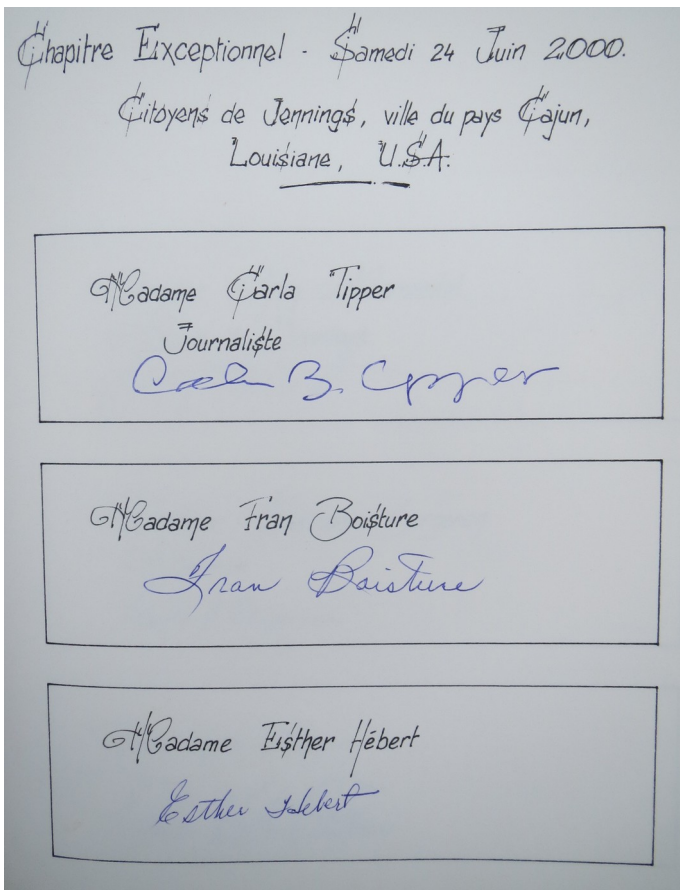 Chapitre Exceptionnel - Samedi 24 Juin 2000.
Citoyens de Jennings, ville du pays Cajun,
Louisiane, U.S.A.
Madame Carla Tipper
Journaliste
Madame Fran Boisture
Fran Boisture
Madame Esther Hébert
Esther Hebert